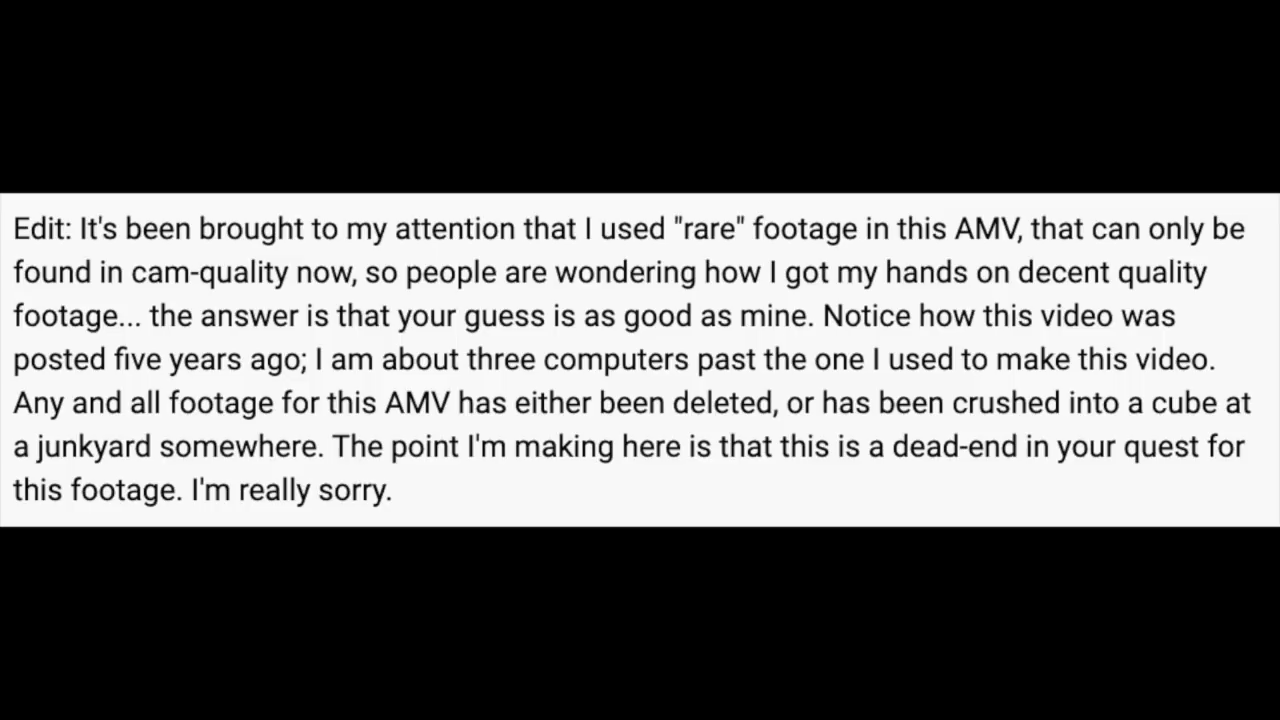 Edit: It's been brought to my attention that I used "rare" footage in this AMV, that can only be
found in cam-quality now, so people are wondering how I got my hands on decent quality
footage... the answer is that your guess is as good as mine. Notice how this video was
posted five years ago; I am about three computers past the one I used to make this video.
Any and all footage for this AMV has either been deleted, or has been crushed into a cube at
a junkyard somewhere. The point I'm making here is that this is a dead-end in your quest for
this footage. I'm really sorry.